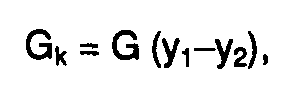 Gₖ = G (y₁–y₂),